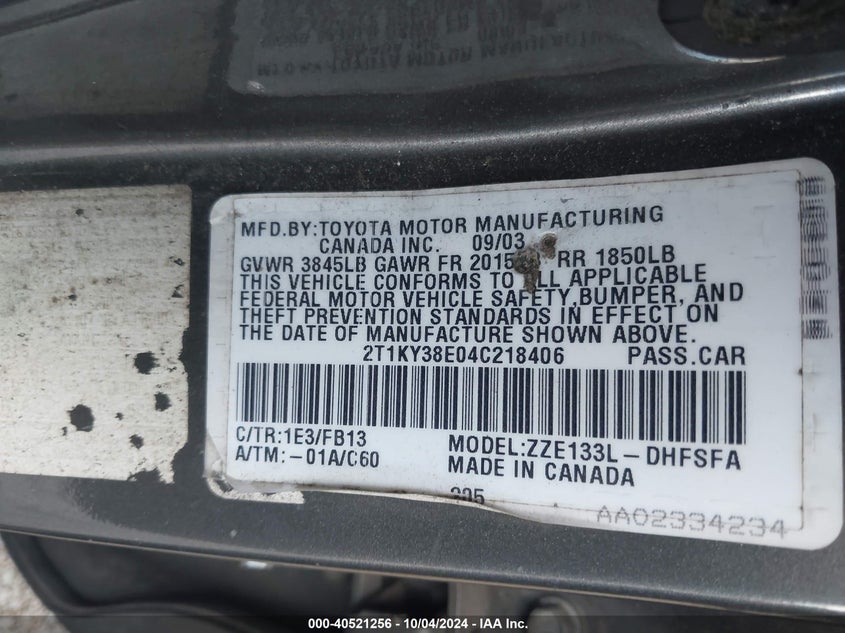 MFD.BY:TOYOTA MOTOR MANUFACTURING
CANADA INC. 09/03
GVWR 3845LB GAWR FR 2015 RR 1850LB
THIS VEHICLE CONFORMS TO ALL APPLICABLE
FEDERAL MOTOR VEHICLE SAFETY,BUMPER, AND
THEFT PREVENTION STANDARDS IN EFFECT ON
THE DATE OF MANUFACTURE SHOWN ABOVE.
2T1KY38E04C218406 PASS.CAR
C/TR:1E3/FB13 MODEL:ZZE133L-DHFSFA
A/TM:-01A/C60 MADE IN CANADA
AA02334234
000-40521256 - 10/04/2024 - IAAI.COM